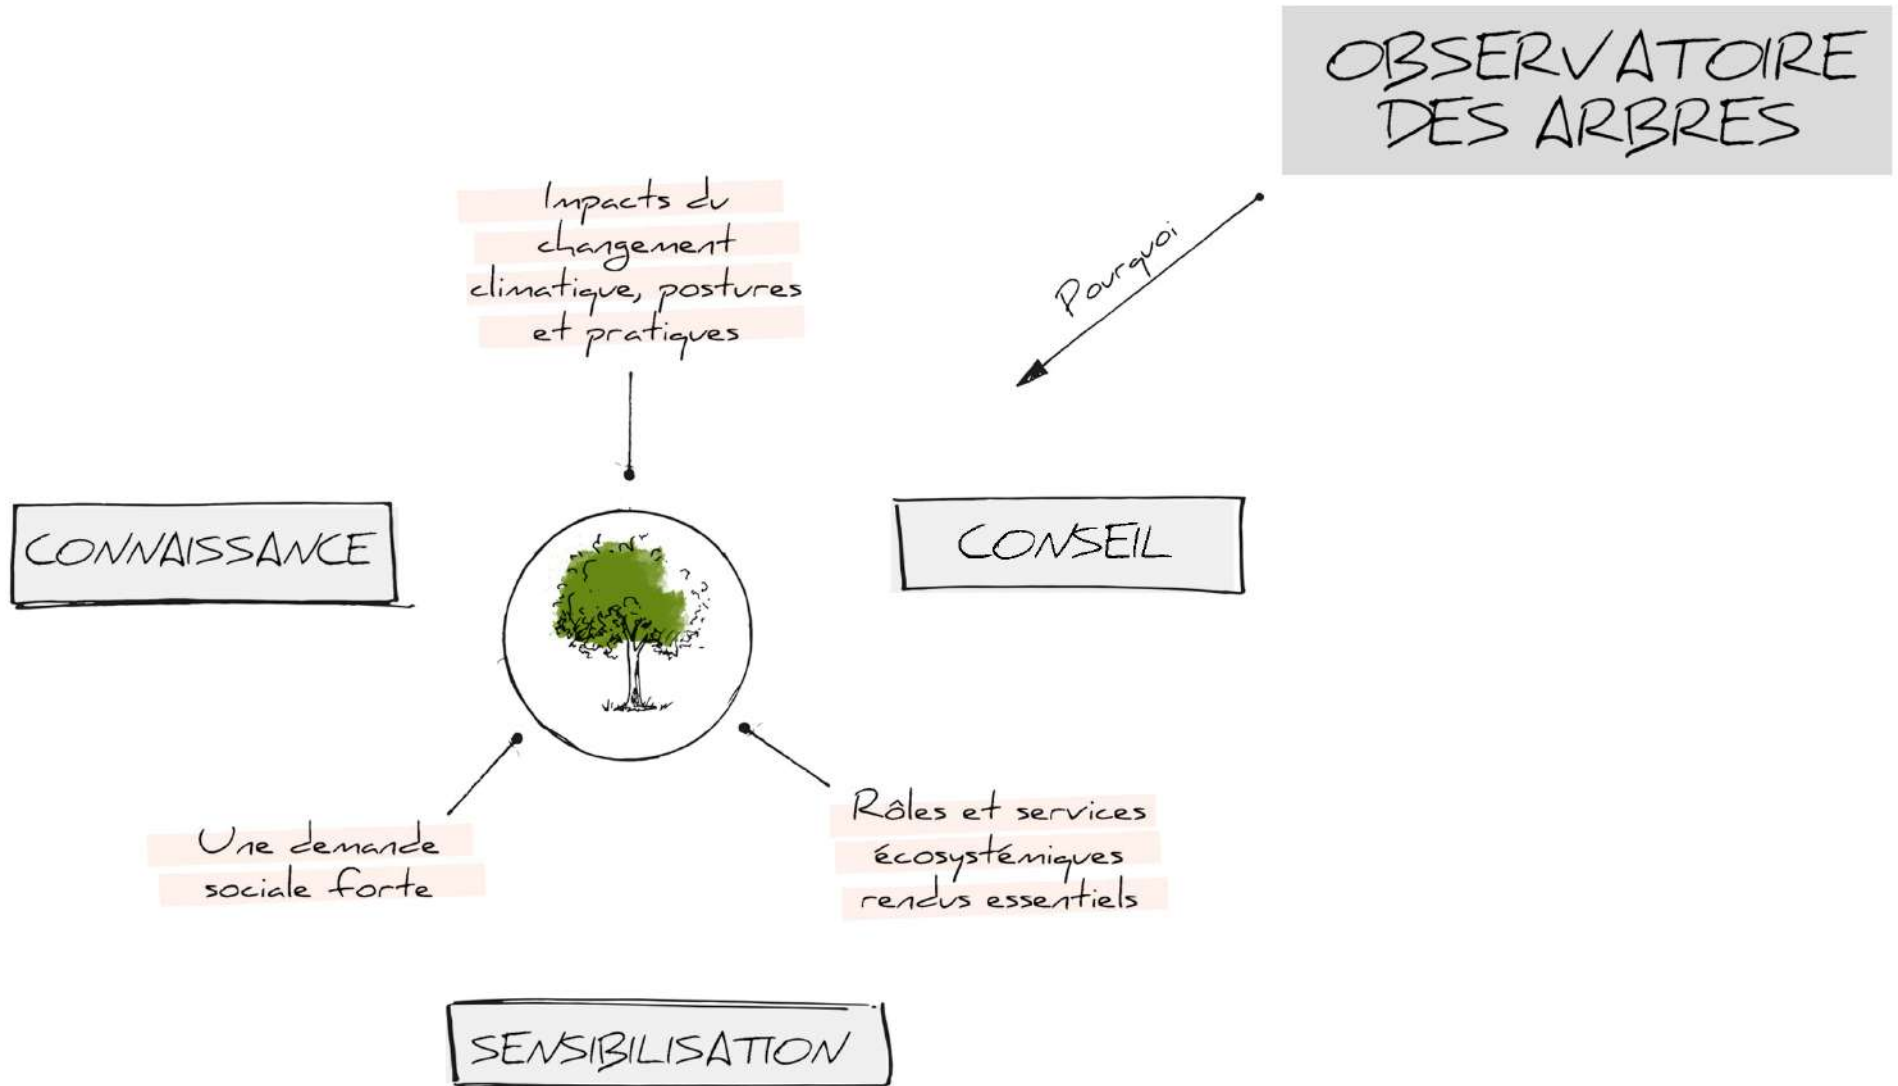 OBSERVATOIRE
DES ARBRES
Pourquoi
Impacts du
changement
climatique, postures
et pratiques
CONNAISSANCE
CONSEIL
Une demande
sociale forte
Rôles et services
écosystémiques
rendus essentiels
SENSIBILISATION